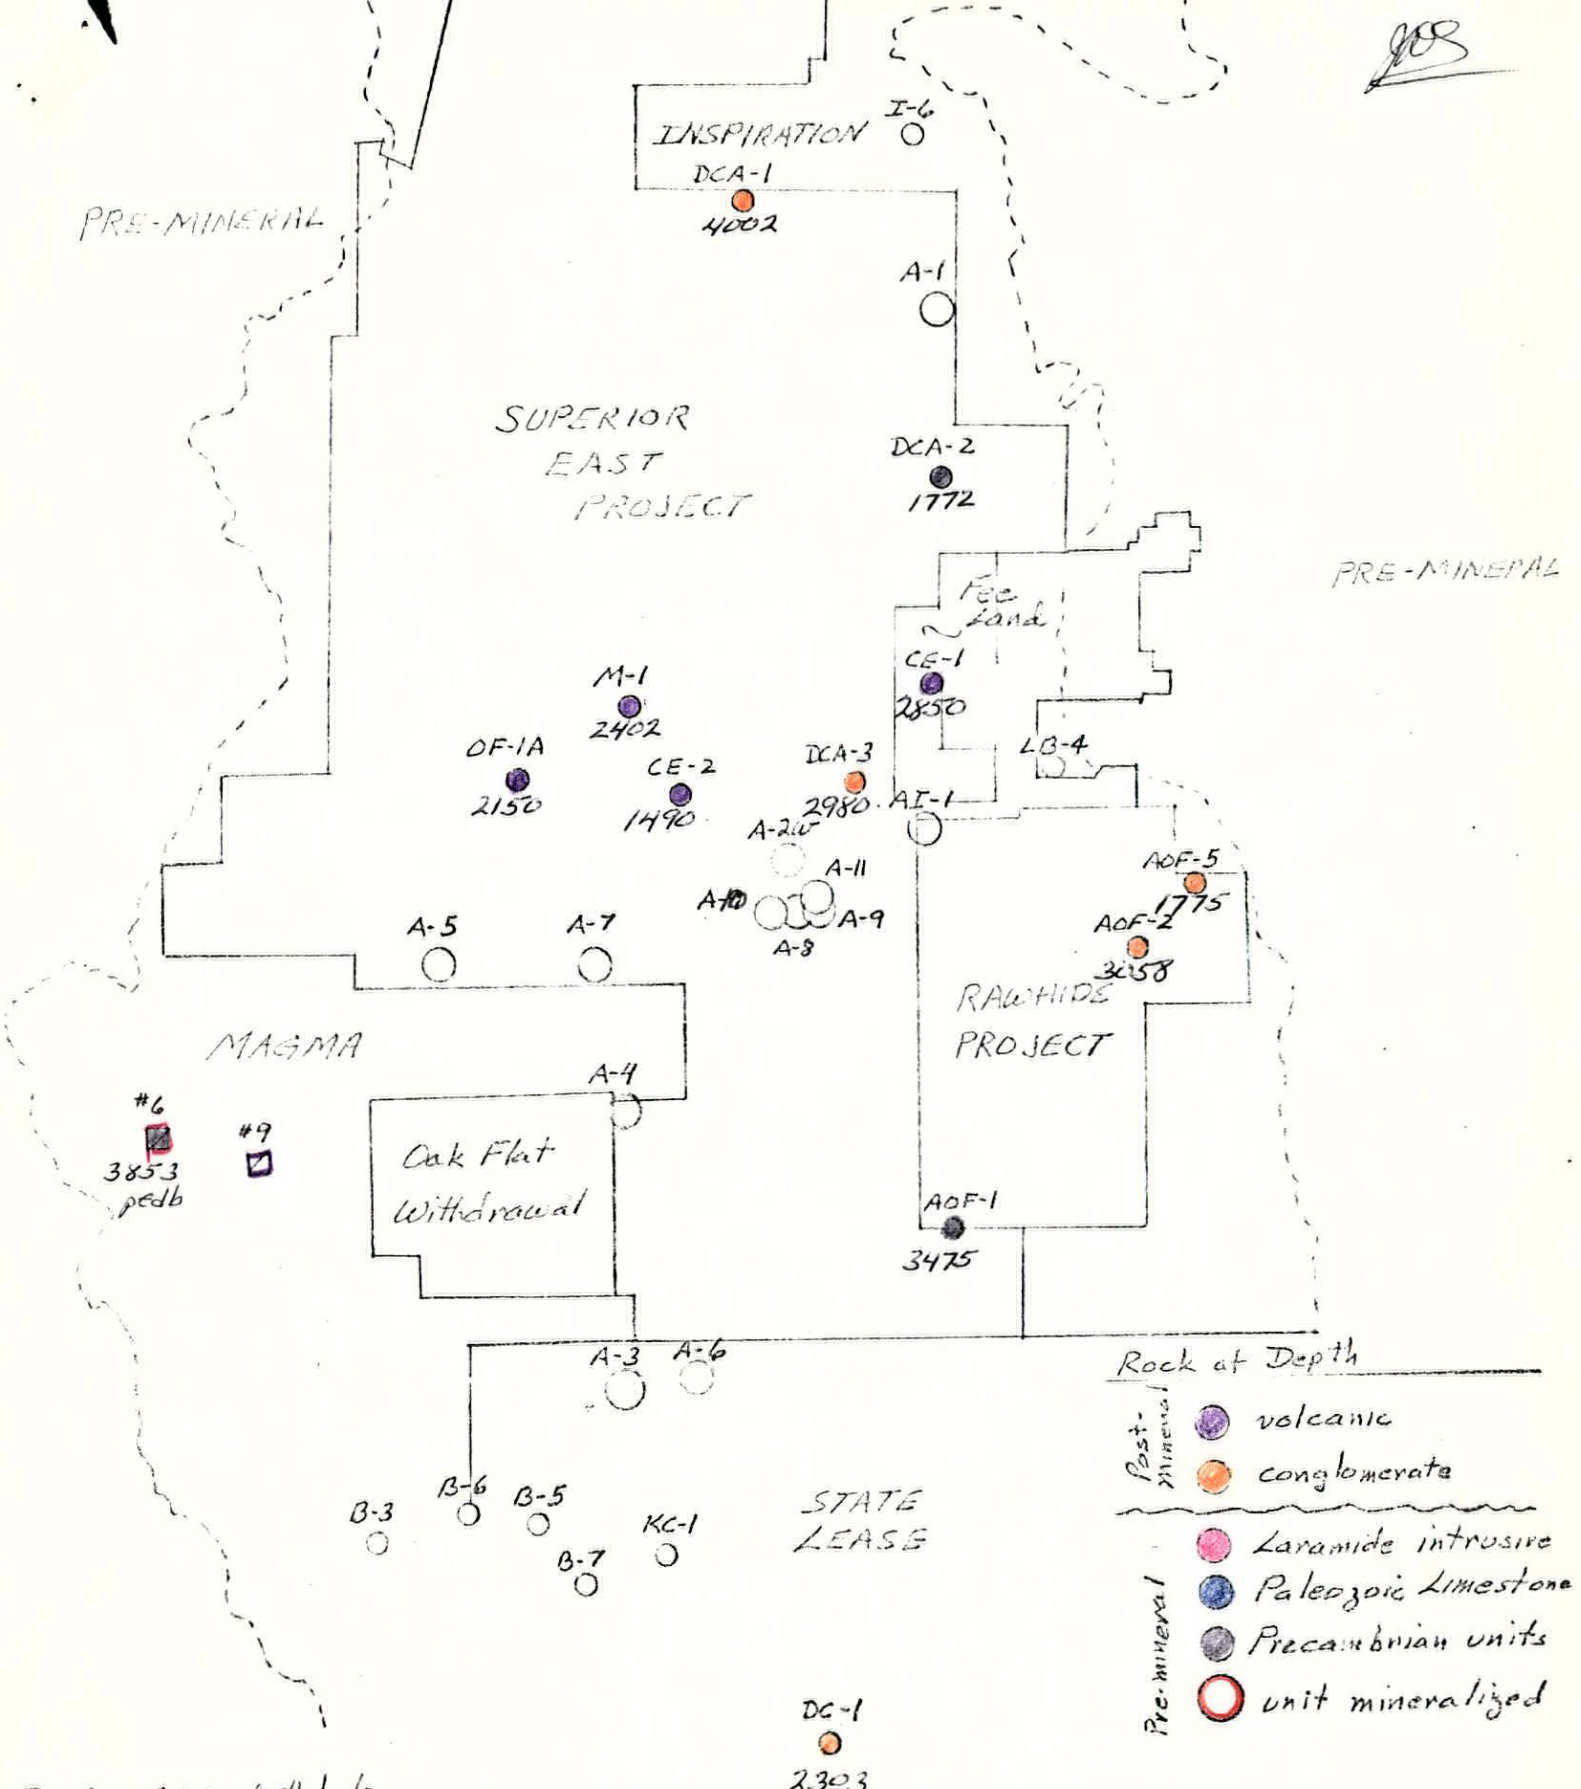 I-6
INSPIRATION
DCA-1
4002
PRE-MINERAL
A-1
SUPERIOR
EAST
PROJECT
DCA-2
1772
PRE-MINERAL
Fee
Land
CE-1
2850
M-1
2402
OF-1A
2150
CE-2
1490
DCA-3
2980
LB-4
AI-1
A-2W
A-11
A-10
A-9
A-8
AOF-5
1775
AOF-2
3058
A-5
A-7
RAWHIDE
PROJECT
MAGMA
A-4
#6
3853
pєdb
#9
Oak Flat
Withdrawal
AOF-1
3475
A-3
A-6
Rock at Depth
Post-
Mineral
volcanic
conglomerate
Pre-mineral
Laramide intrusive
Paleozoic Limestone
Precambrian units
unit mineralized
B-3
B-6
B-5
B-7
KC-1
STATE
LEASE
DC-1
2303